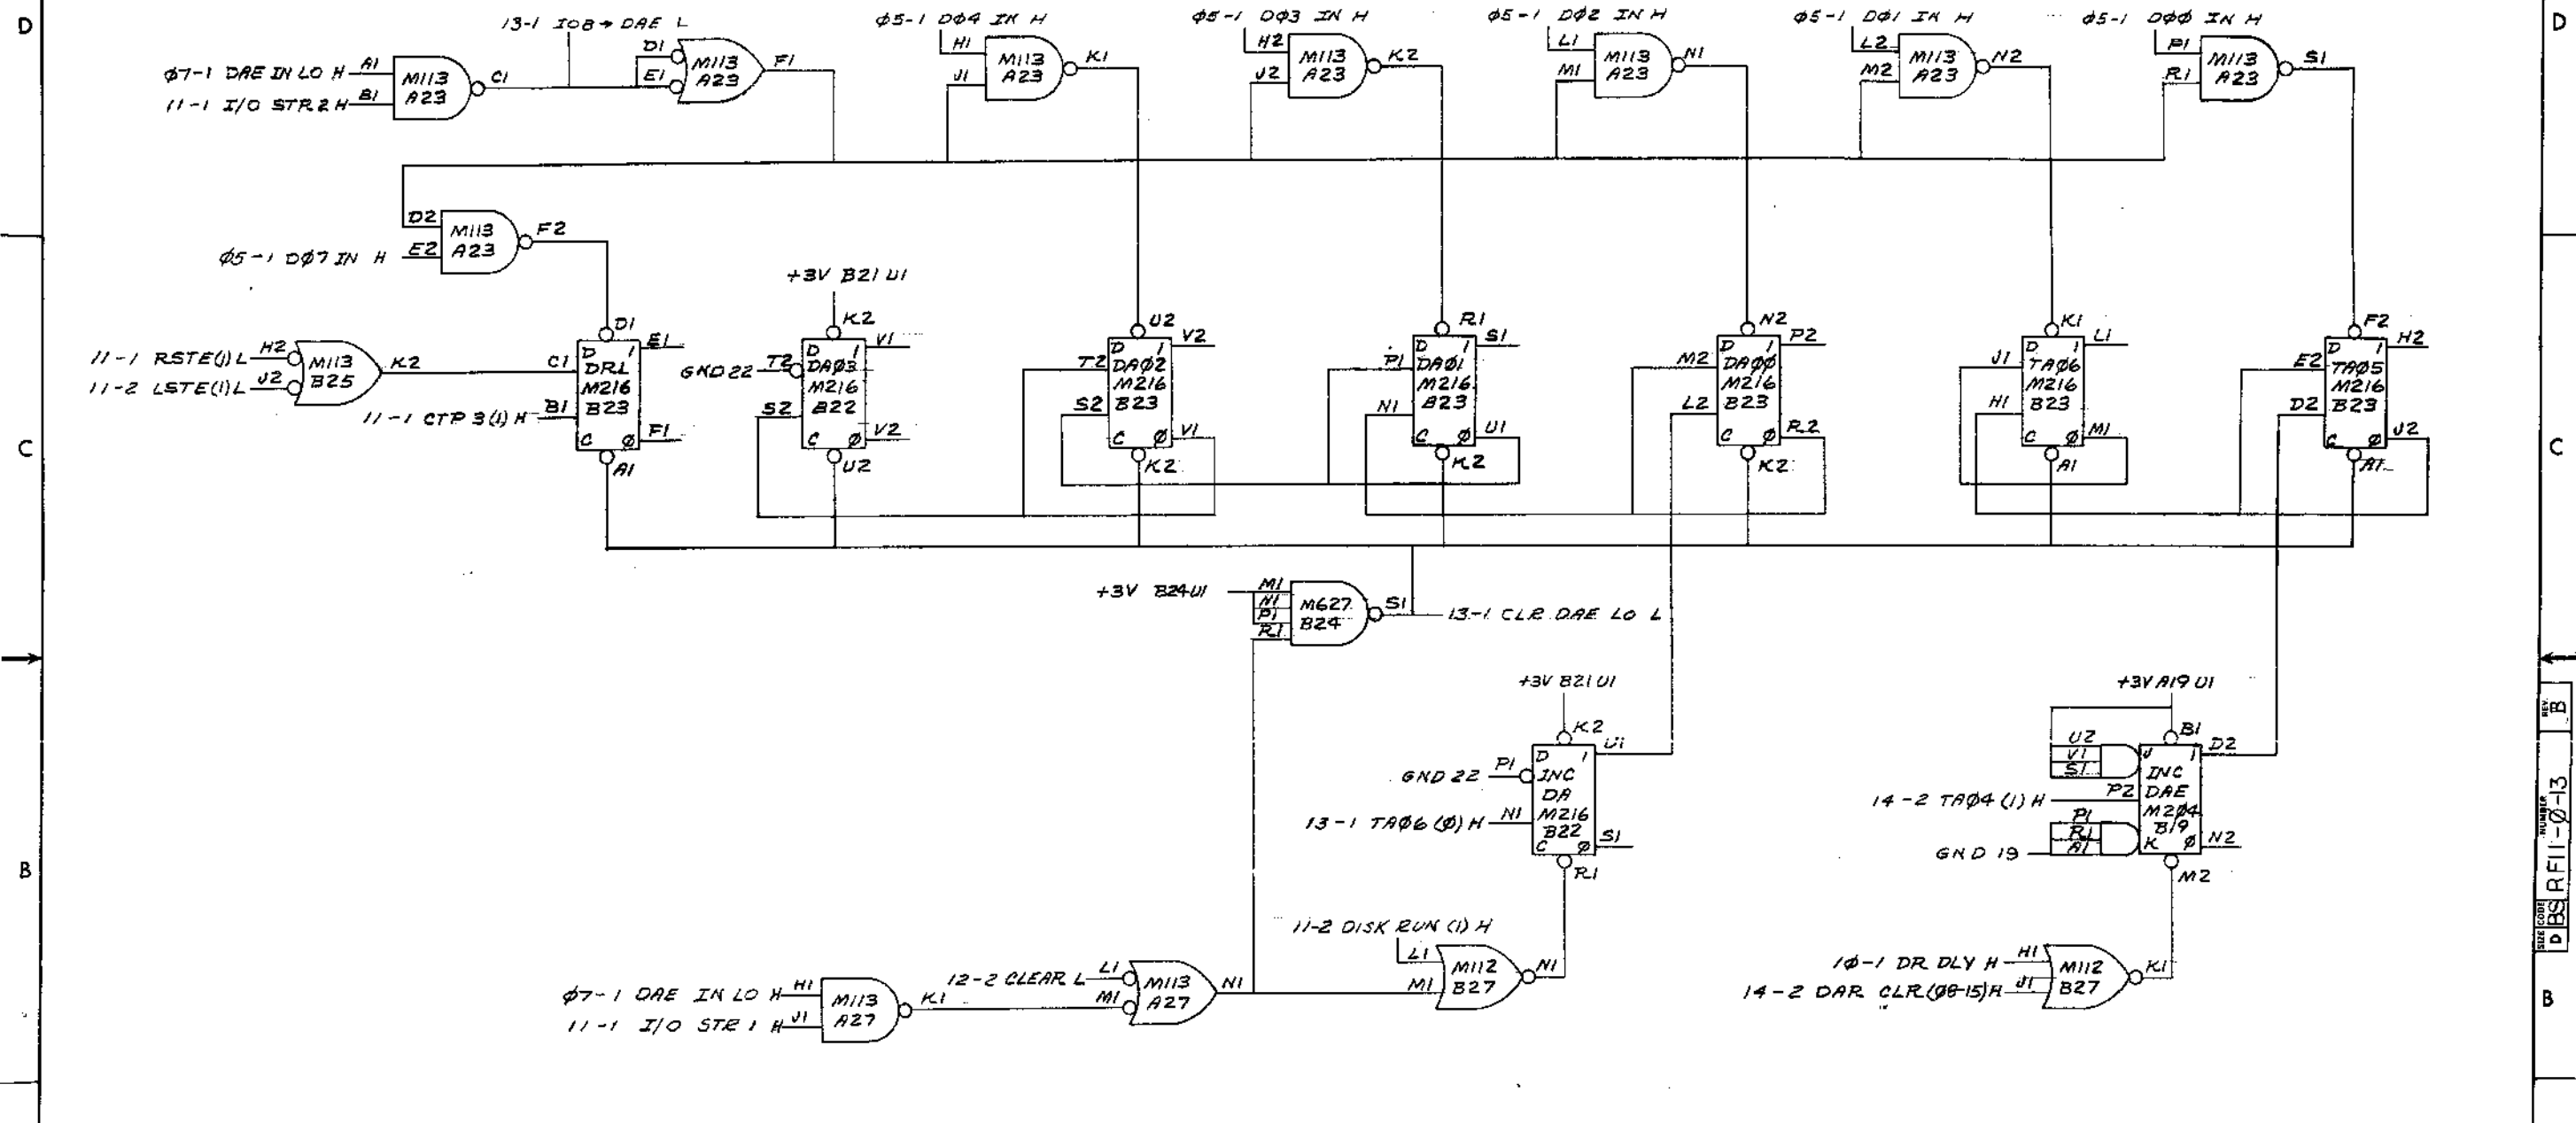 D
D
13-1 IOB→DAE L
Ø5-1 DØ4 IN H
Ø5-1 DØ3 IN H
Ø5-1 DØ2 IN H
Ø5-1 DØ1 IN H
Ø5-1 DØØ IN H
Ø7-1 DAE IN LO H A1
11-1 I/O STR 2 H B1
M113
A23
C1
D1
E1
M113
A23
F1
H1
J1
M113
A23
K1
H2
J2
M113
A23
K2
L1
M1
M113
A23
N1
L2
M2
M113
A23
N2
P1
R1
M113
A23
S1
D2
Ø5-1 DØ7 IN H E2
M113
A23
F2
+3V B21 U1
11-1 RSTE(1)L H2
11-2 LSTE(1)L J2
M113
B25
K2
11-1 CTP 3(1) H B1
C1
D1
D 1
DRL
M216
B23
C Ø
E1
F1
A1
K2
GND 22 T2
S2
D 1
DAØ3
M216
B22
C Ø
V1
V2
U2
U2
T2
S2
D 1
DAØ2
M216
B23
C Ø
V2
V1
K2
R1
P1
N1
D 1
DAØ1
M216
B23
C Ø
S1
U1
K2
N2
M2
L2
D 1
DAØØ
M216
B23
C Ø
P2
R2
K2
K1
J1
H1
D 1
TAØ6
M216
B23
C Ø
L1
M1
A1
F2
E2
D2
D 1
TAØ5
M216
B23
C Ø
H2
J2
A1
C
C
+3V B24U1
M1
N1
P1
R1
M627
B24
S1
13-1 CLR DAE LO L
+3V B21 U1
K2
GND 22 P1
13-1 TAØ6 (Ø) H N1
D 1
INC
DA
M216
B22
C Ø
U1
S1
R1
+3V A19 U1
B1
U2
V1
S1
14-2 TAØ4 (1) H P2
P1
R1
A1
GND 19
J 1
INC
DAE
M204
B19
K Ø
D2
N2
M2
REV.
B
NUMBER
RF11-Ø-13
SIZE CODE
D BS
B
B
Ø7-1 DAE IN LO H H1
11-1 I/O STR 1 H J1
M113
A27
K1
12-2 CLEAR L L1
M1
M113
A27
N1
11-2 DISK RUN (1) H
L1
M1
M112
B27
N1
1Ø-1 DR DLY H H1
14-2 DAR CLR(Ø8-15)H J1
M112
B27
K1